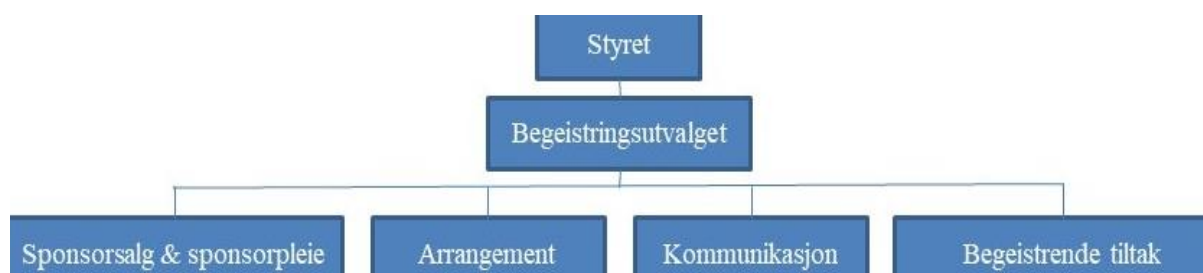 Styret
Begeistringsutvalget
Sponsorsalg & sponsorpleie
Arrangement
Kommunikasjon
Begeistrende tiltak